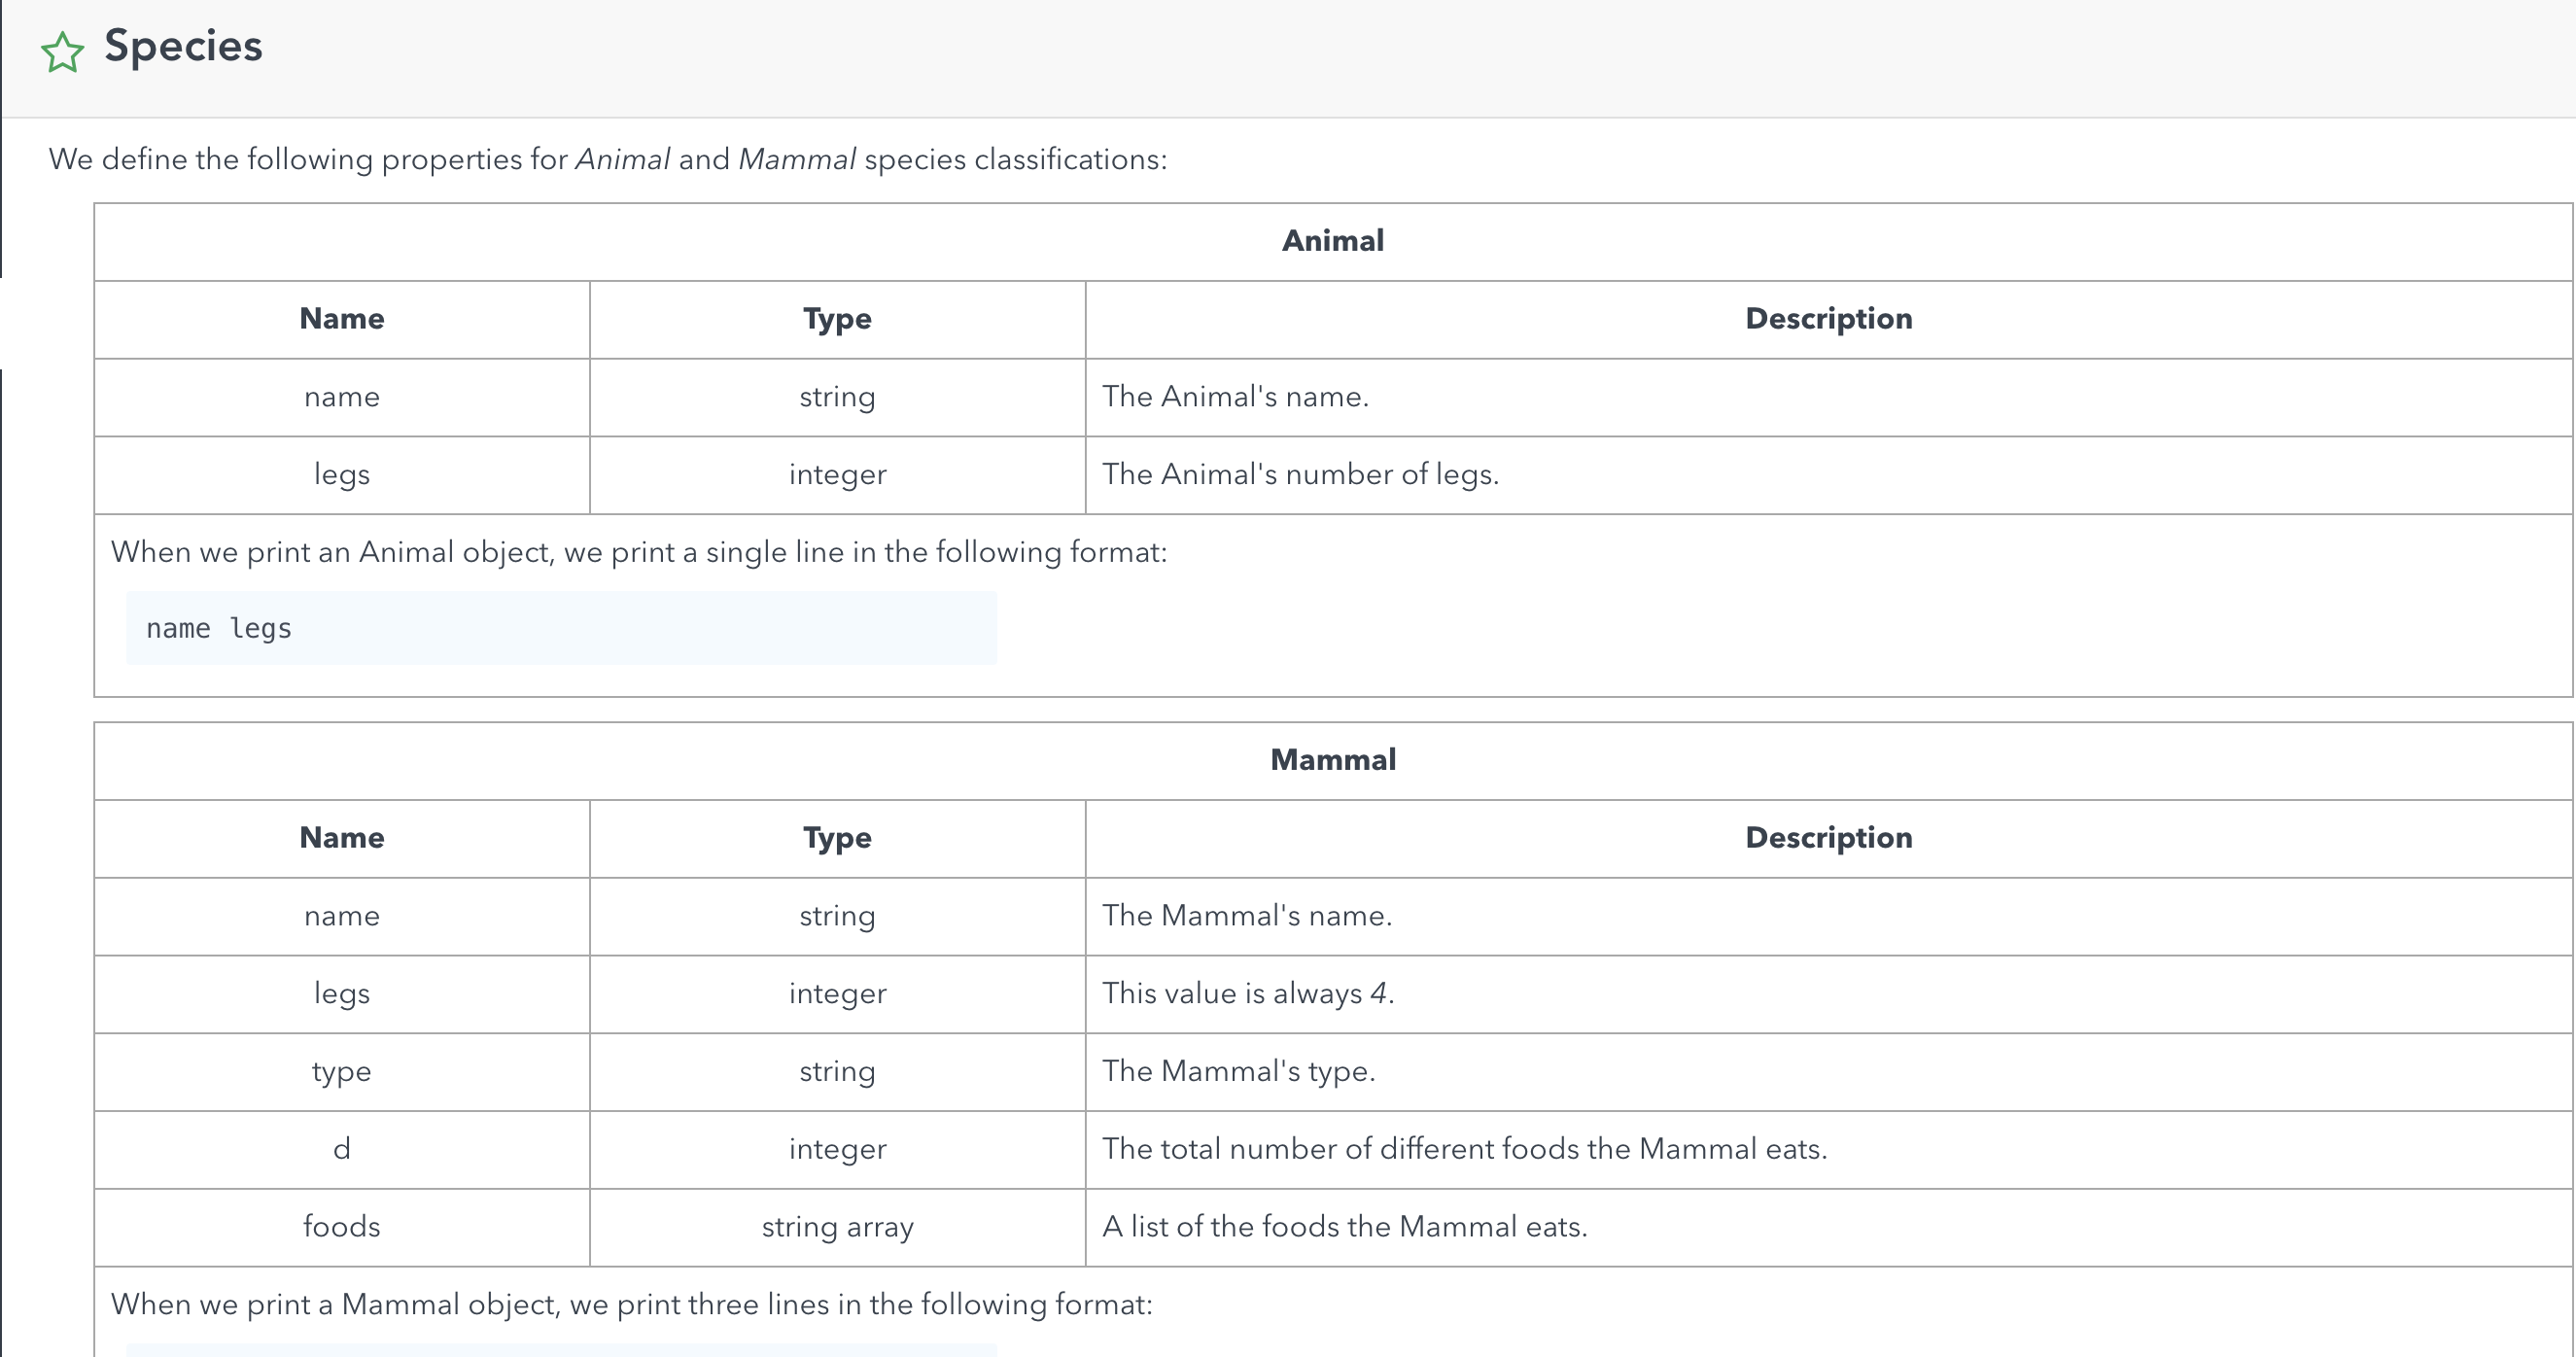 Species
We define the following properties for Animal and Mammal species classifications:
Animal
Name Type Description
name string The Animal's name.
legs integer The Animal's number of legs.
When we print an Animal object, we print a single line in the following format:
name legs
Mammal
Name Type Description
name string The Mammal's name.
legs integer This value is always 4.
type string The Mammal's type.
d integer The total number of different foods the Mammal eats.
foods string array A list of the foods the Mammal eats.
When we print a Mammal object, we print three lines in the following format: